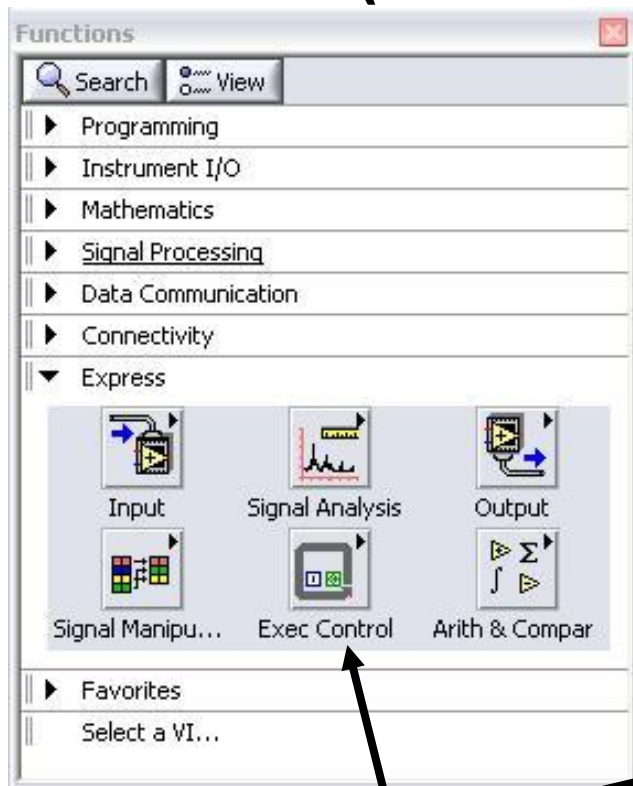 Functions
Search View
Programming
Instrument I/O
Mathematics
Signal Processing
Data Communication
Connectivity
Express
Input Signal Analysis Output
Signal Manipu... Exec Control Arith & Compar
Favorites
Select a VI...